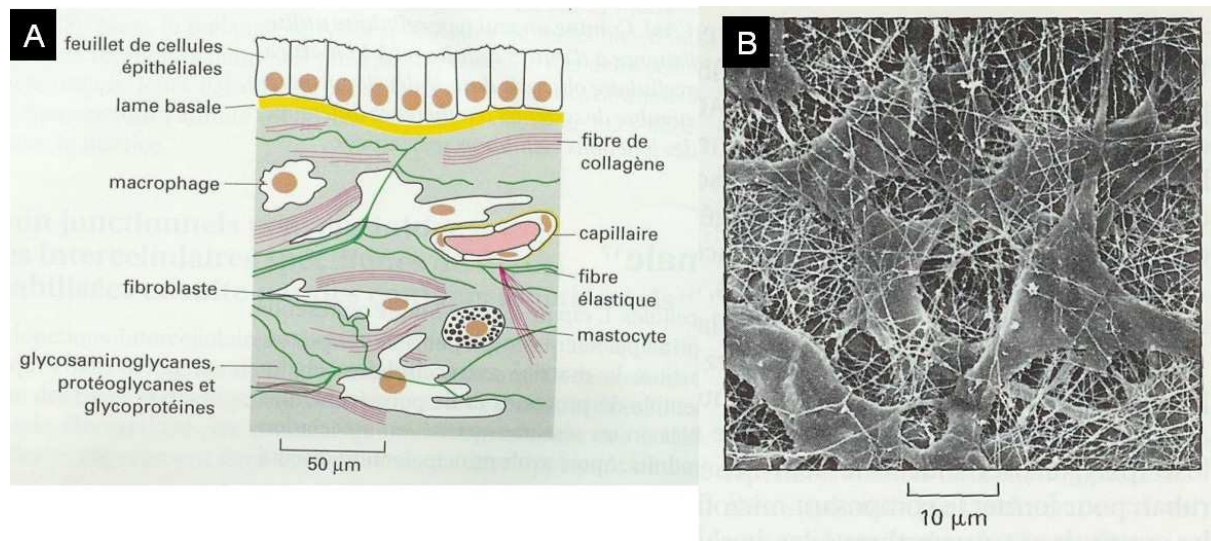 A
feuillet de cellules
épithéliales
lame basale
macrophage
fibroblaste
glycosaminoglycanes,
protéoglycanes et
glycoprotéines
fibre de
collagène
capillaire
fibre
élastique
mastocyte
50 µm
B
10 µm